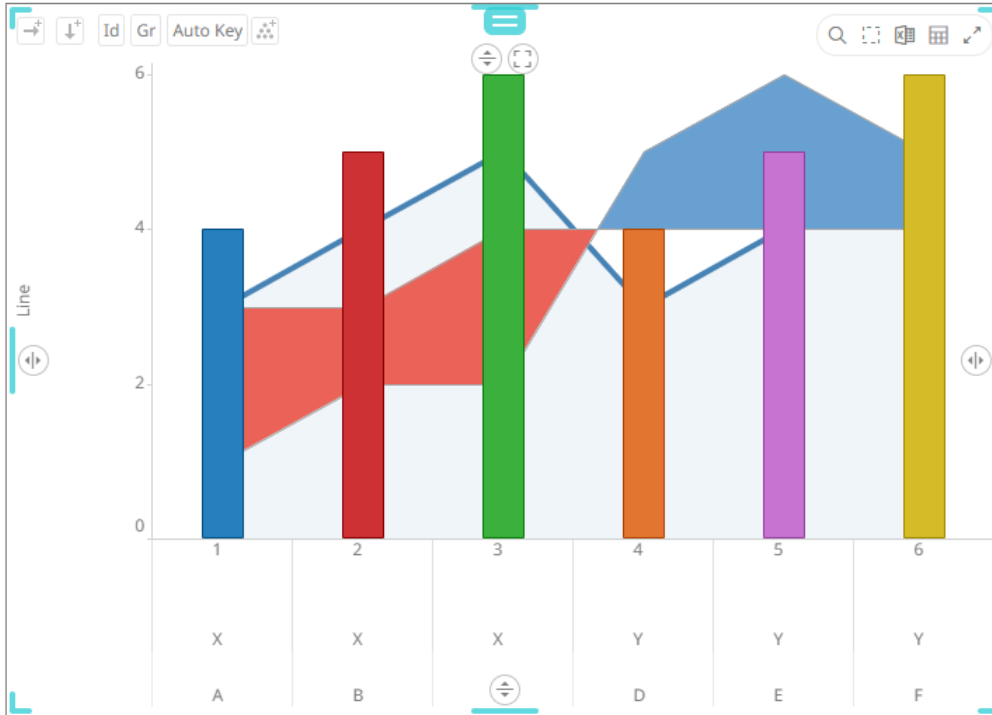 Id Gr Auto Key
6
4
Line
2
0
1 2 3 4 5 6
X X X Y Y Y
A B D E F